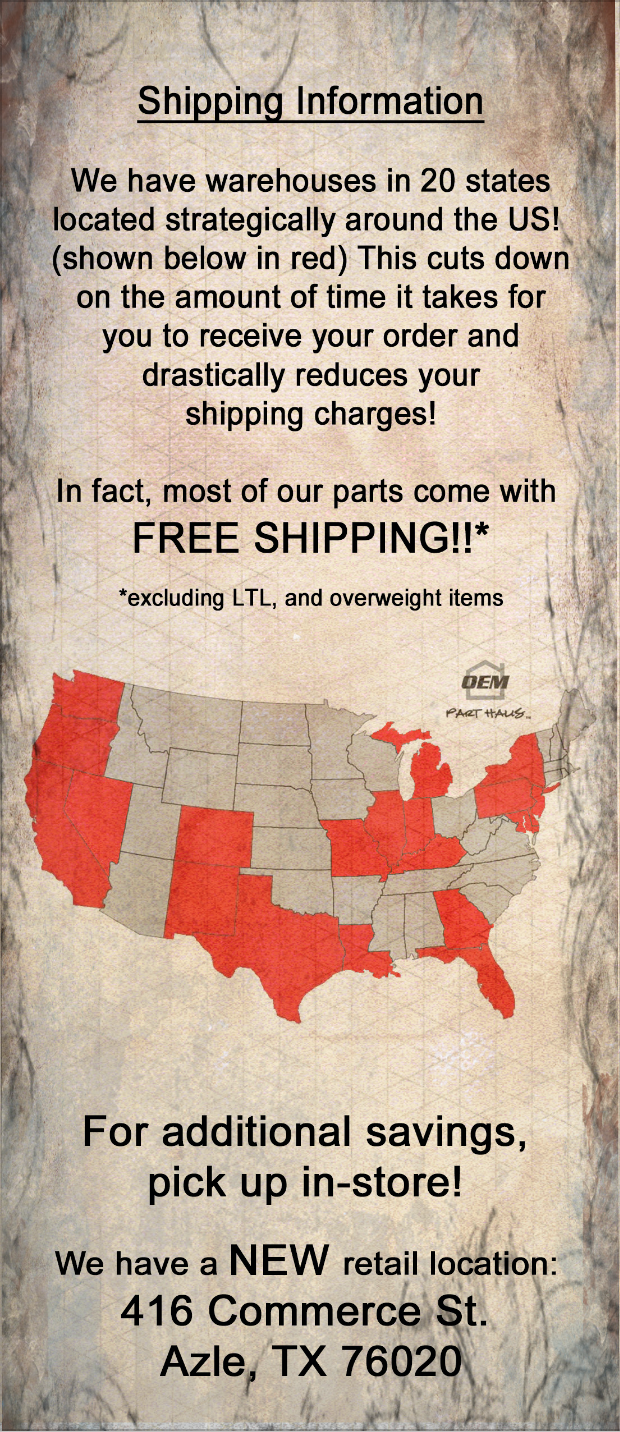 Shipping Information
We have warehouses in 20 states
located strategically around the US!
(shown below in red) This cuts down
on the amount of time it takes for
you to receive your order and
drastically reduces your
shipping charges!
In fact, most of our parts come with
FREE SHIPPING!!*
*excluding LTL, and overweight items
OEM
PART HAUS
For additional savings,
pick up in-store!
We have a NEW retail location:
416 Commerce St.
Azle, TX 76020